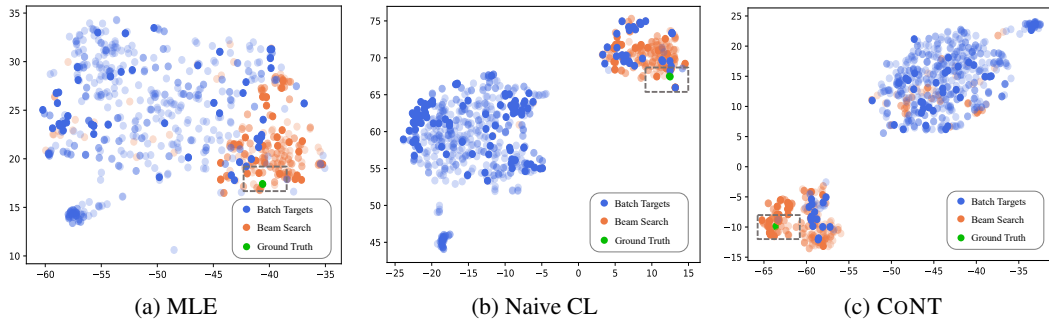 35
30
25
20
15
10
−60 −55 −50 −45 −40 −35
Batch Targets
Beam Search
Ground Truth
(a) MLE
75
70
65
60
55
50
45
−25 −20 −15 −10 −5 0 5 10 15
Batch Targets
Beam Search
Ground Truth
(b) Naive CL
25
20
15
10
5
0
−5
−10
−15
−65 −60 −55 −50 −45 −40 −35
Batch Targets
Beam Search
Ground Truth
(c) CONT